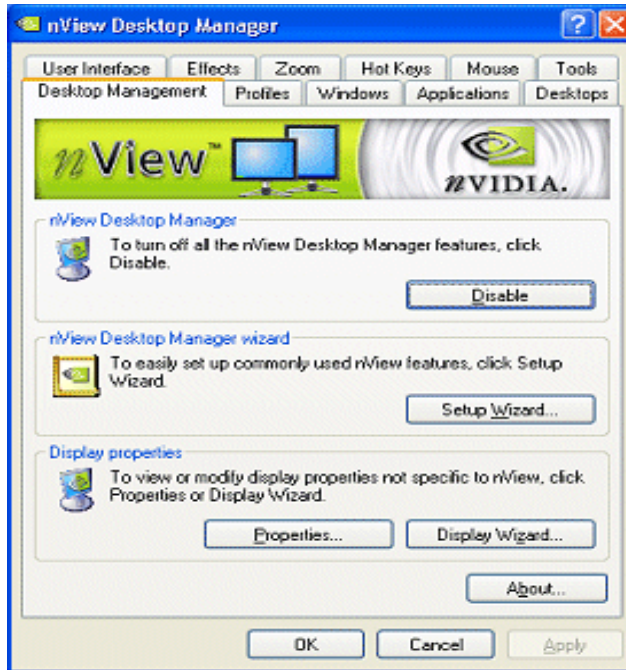 nView Desktop Manager
User Interface Effects Zoom Hot Keys Mouse Tools
Desktop Management Profiles Windows Applications Desktops
nView™
nVIDIA.
nView Desktop Manager
To turn off all the nView Desktop Manager features, click
Disable.
Disable
nView Desktop Manager wizard
To easily set up commonly used nView features, click Setup
Wizard.
Setup Wizard...
Display properties
To view or modify display properties not specific to nView, click
Properties or Display Wizard.
Properties... Display Wizard...
About...
OK Cancel Apply